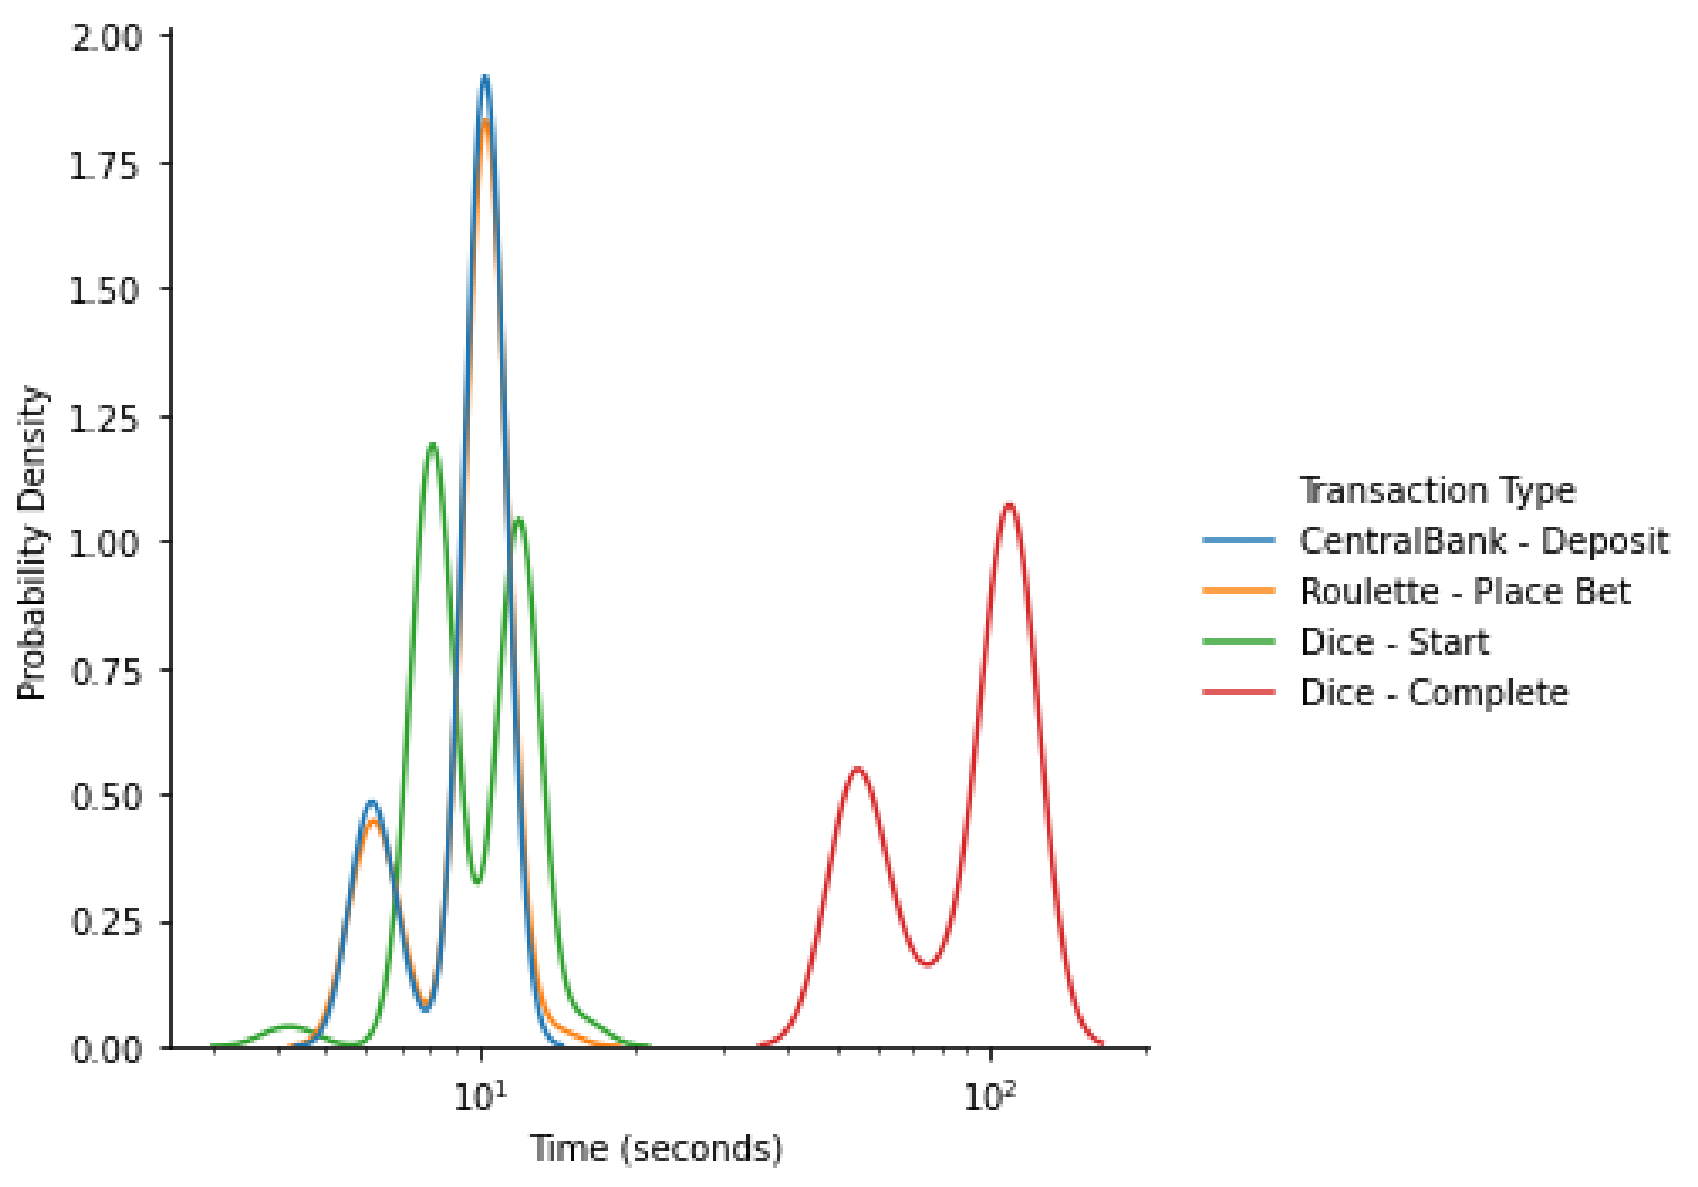 2.00
1.75
1.50
1.25
1.00
0.75
0.50
0.25
0.00
Probability Density
10¹
10²
Time (seconds)
Transaction Type
CentralBank - Deposit
Roulette - Place Bet
Dice - Start
Dice - Complete